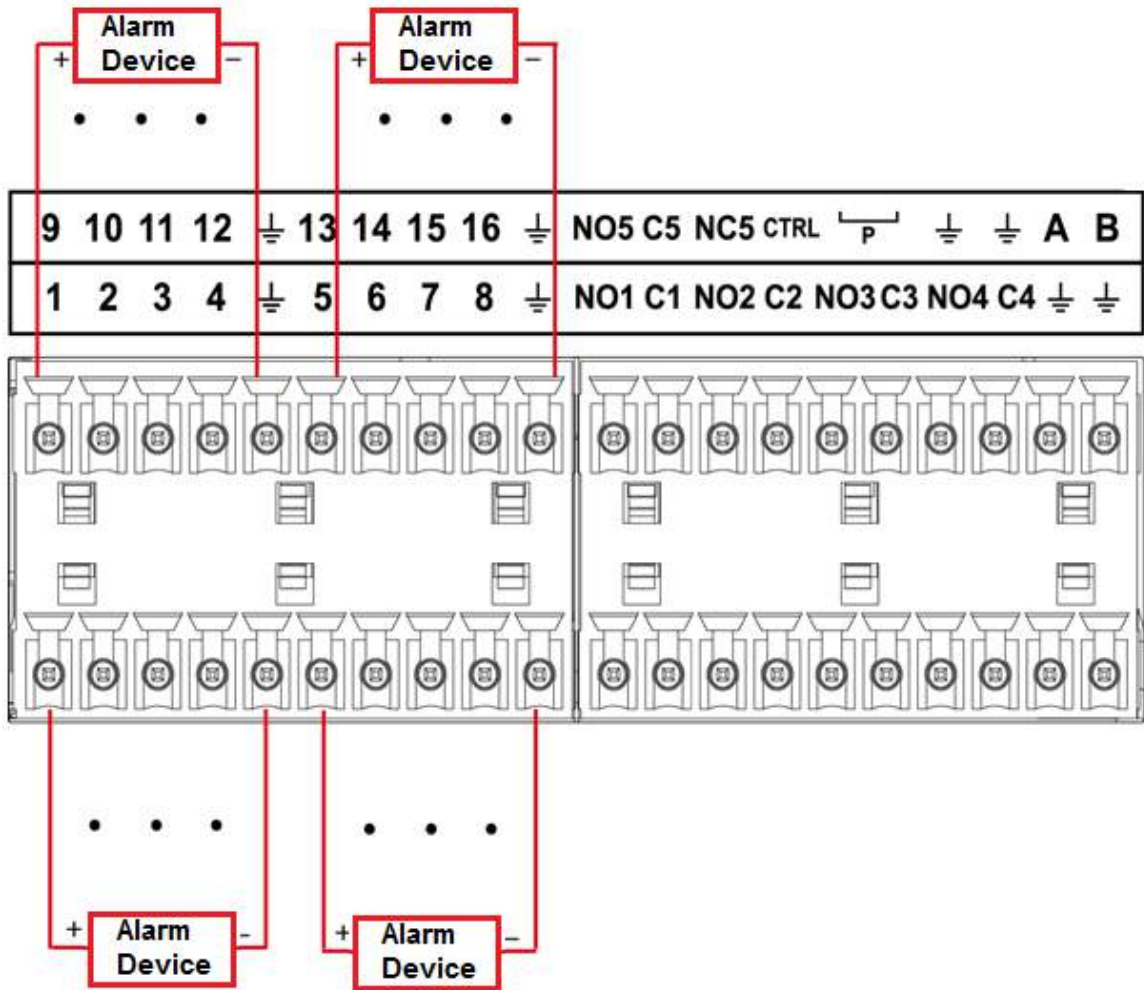 Alarm Device
Alarm Device
+ − + −
9 10 11 12 ⏚ 13 14 15 16 ⏚ NO5 C5 NC5 CTRL P ⏚ ⏚ A B
1 2 3 4 ⏚ 5 6 7 8 ⏚ NO1 C1 NO2 C2 NO3 C3 NO4 C4 ⏚ ⏚
+ - + −
Alarm Device
Alarm Device